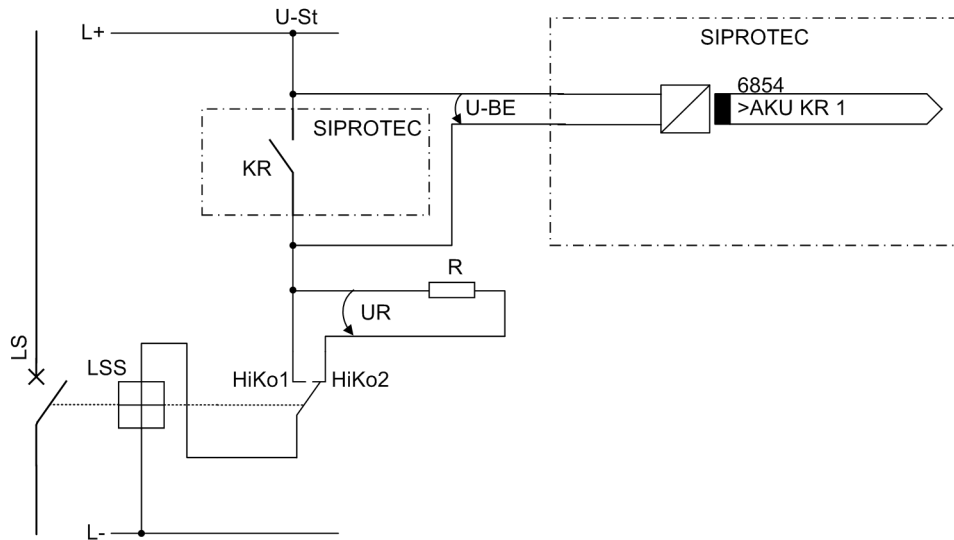 U-St
L+
SIPROTEC
6854
>AKU KR 1
U-BE
SIPROTEC
KR
R
UR
LS
LSS
HiKo1
HiKo2
L-